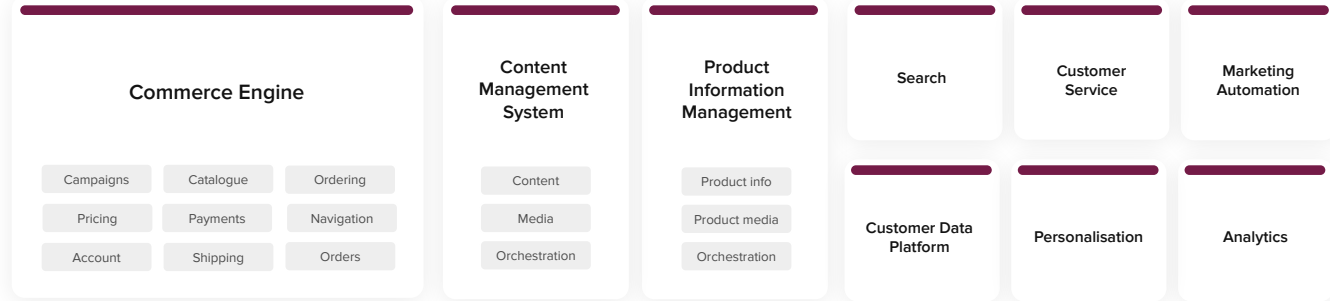 Commerce Engine
Campaigns
Catalogue
Ordering
Pricing
Payments
Navigation
Account
Shipping
Orders
Content
Management
System
Content
Media
Orchestration
Product
Information
Management
Product info
Product media
Orchestration
Search
Customer
Service
Marketing
Automation
Customer Data
Platform
Personalisation
Analytics